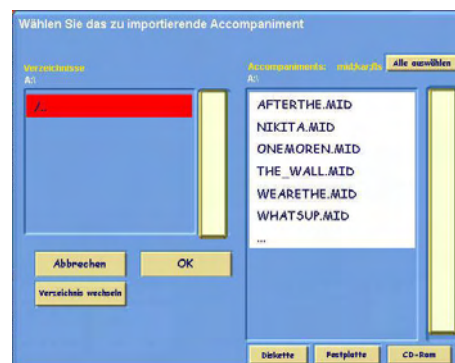 Wählen Sie das zu importierende Accompaniment
Verzeichnisse
A:\
/..
Abbrechen
OK
Verzeichnis wechseln
Accompaniments: mid,kar,fls
Alle auswählen
A:\
AFTERTHE.MID
NIKITA.MID
ONEMOREN.MID
THE_WALL.MID
WEARETHE.MID
WHATSUP.MID
...
Diskette
Festplatte
CD-Rom